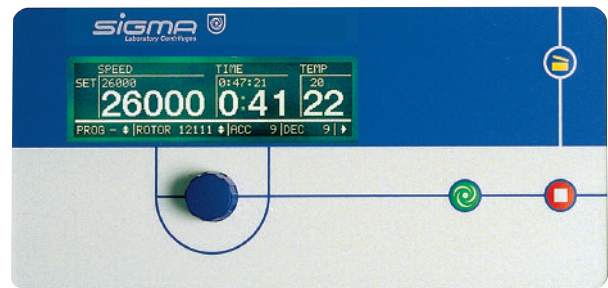 SIGMA
Laboratory Centrifuges
SPEED TIME TEMP
SET 26000 0:47:21 20
26000 0:41 22
PROG - ROTOR 12111 ACC 9 DEC 9